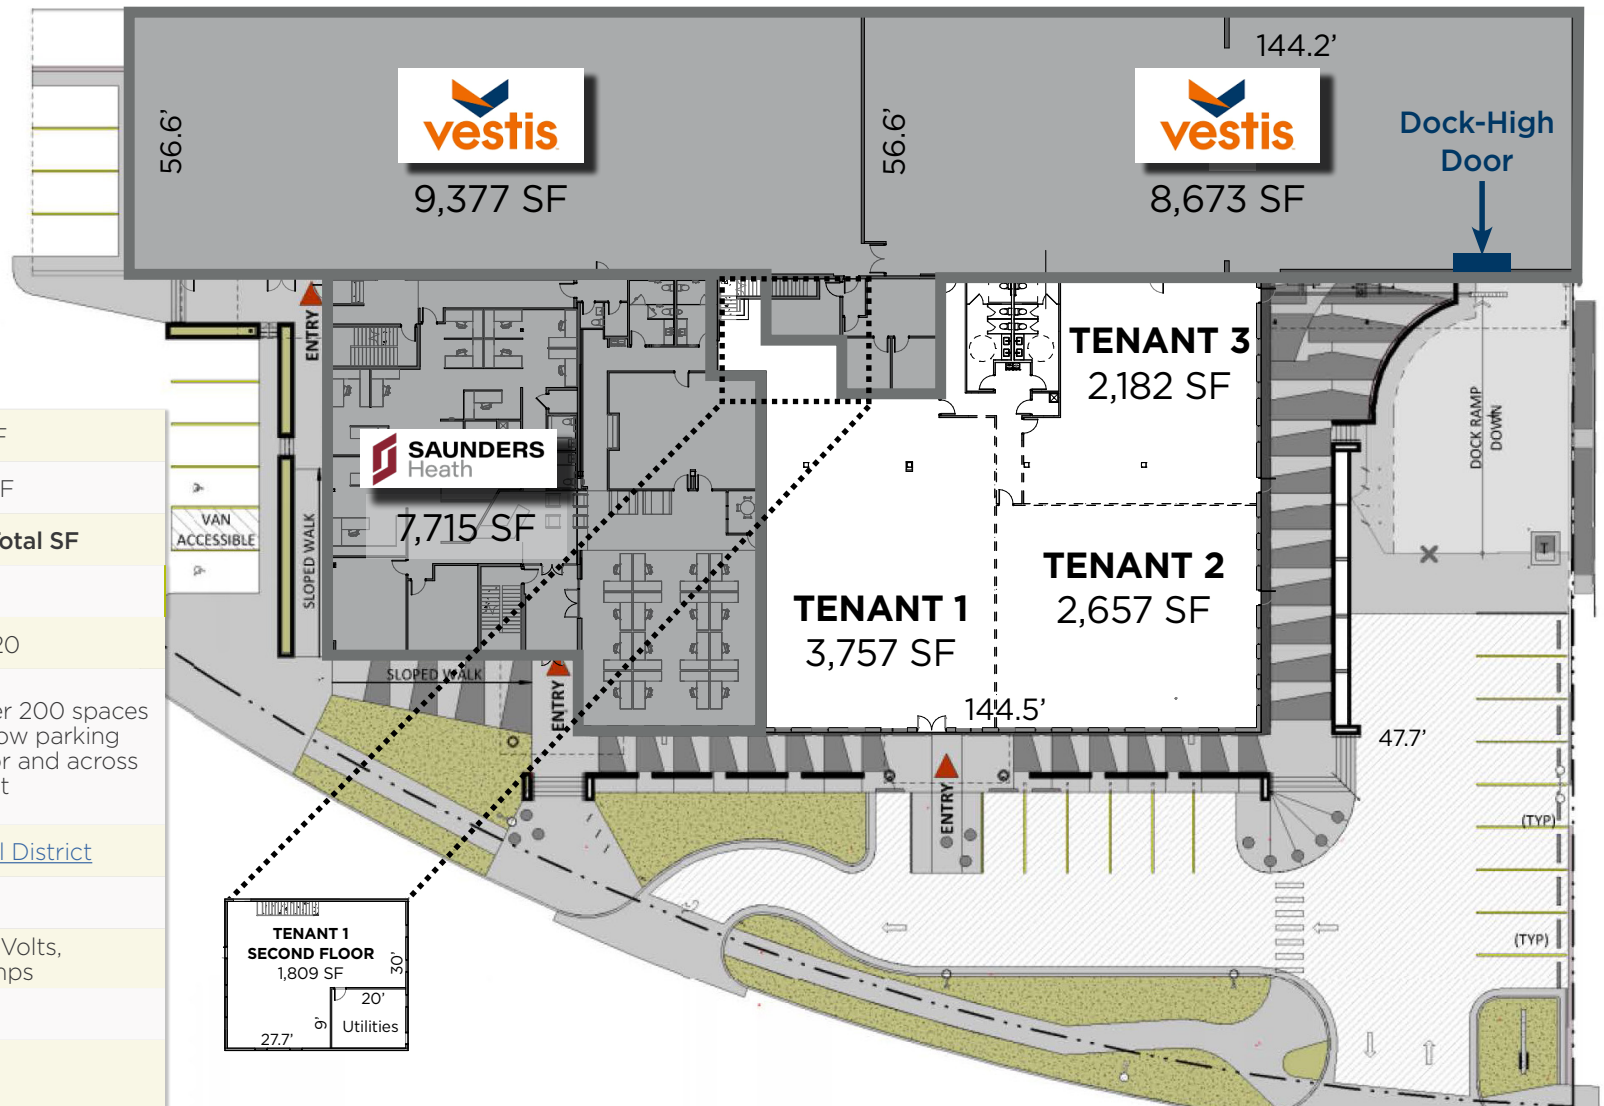 144.2’
vestis
vestis
Dock-High
Door
56.6’
56.6’
9,377 SF
8,673 SF
ENTRY
TENANT 3
2,182 SF
DOCK RAMP
DOWN
F
SAUNDERS
Heath
F
7,715 SF
VAN
ACCESSIBLE
otal SF
SLOPED WALK
T
TENANT 2
2,657 SF
TENANT 1
3,757 SF
20
SLOPED WALK
ENTRY
144.5’
er 200 spaces
ow parking
or and across
t
47.7’
ENTRY
(TYP)
l District
TENANT 1
SECOND FLOOR
1,809 SF
30’
20’
9’
Utilities
27.7’
(TYP)
Volts,
mps